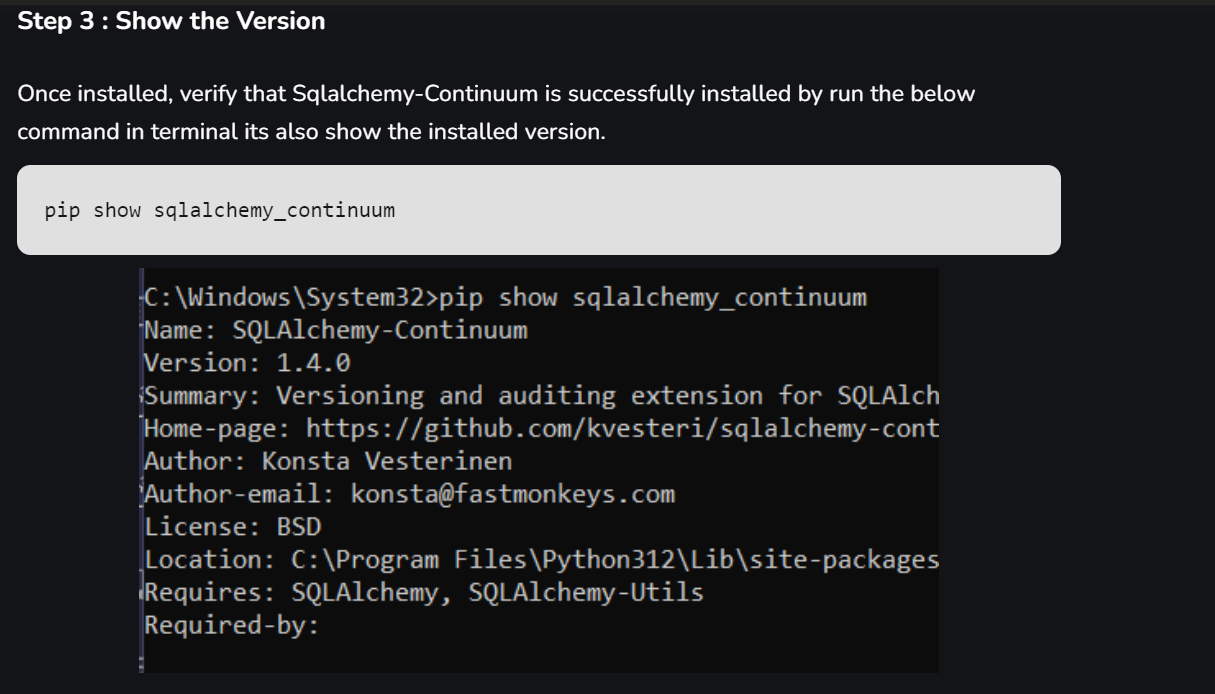 Step 3 : Show the Version
Once installed, verify that Sqlalchemy-Continuum is successfully installed by run the below
command in terminal its also show the installed version.
pip show sqlalchemy_continuum
C:\Windows\System32>pip show sqlalchemy_continuum
Name: SQLAlchemy-Continuum
Version: 1.4.0
Summary: Versioning and auditing extension for SQLAlch
Home-page: https://github.com/kvesteri/sqlalchemy-cont
Author: Konsta Vesterinen
Author-email: konsta@fastmonkeys.com
License: BSD
Location: C:\Program Files\Python312\Lib\site-packages
Requires: SQLAlchemy, SQLAlchemy-Utils
Required-by: